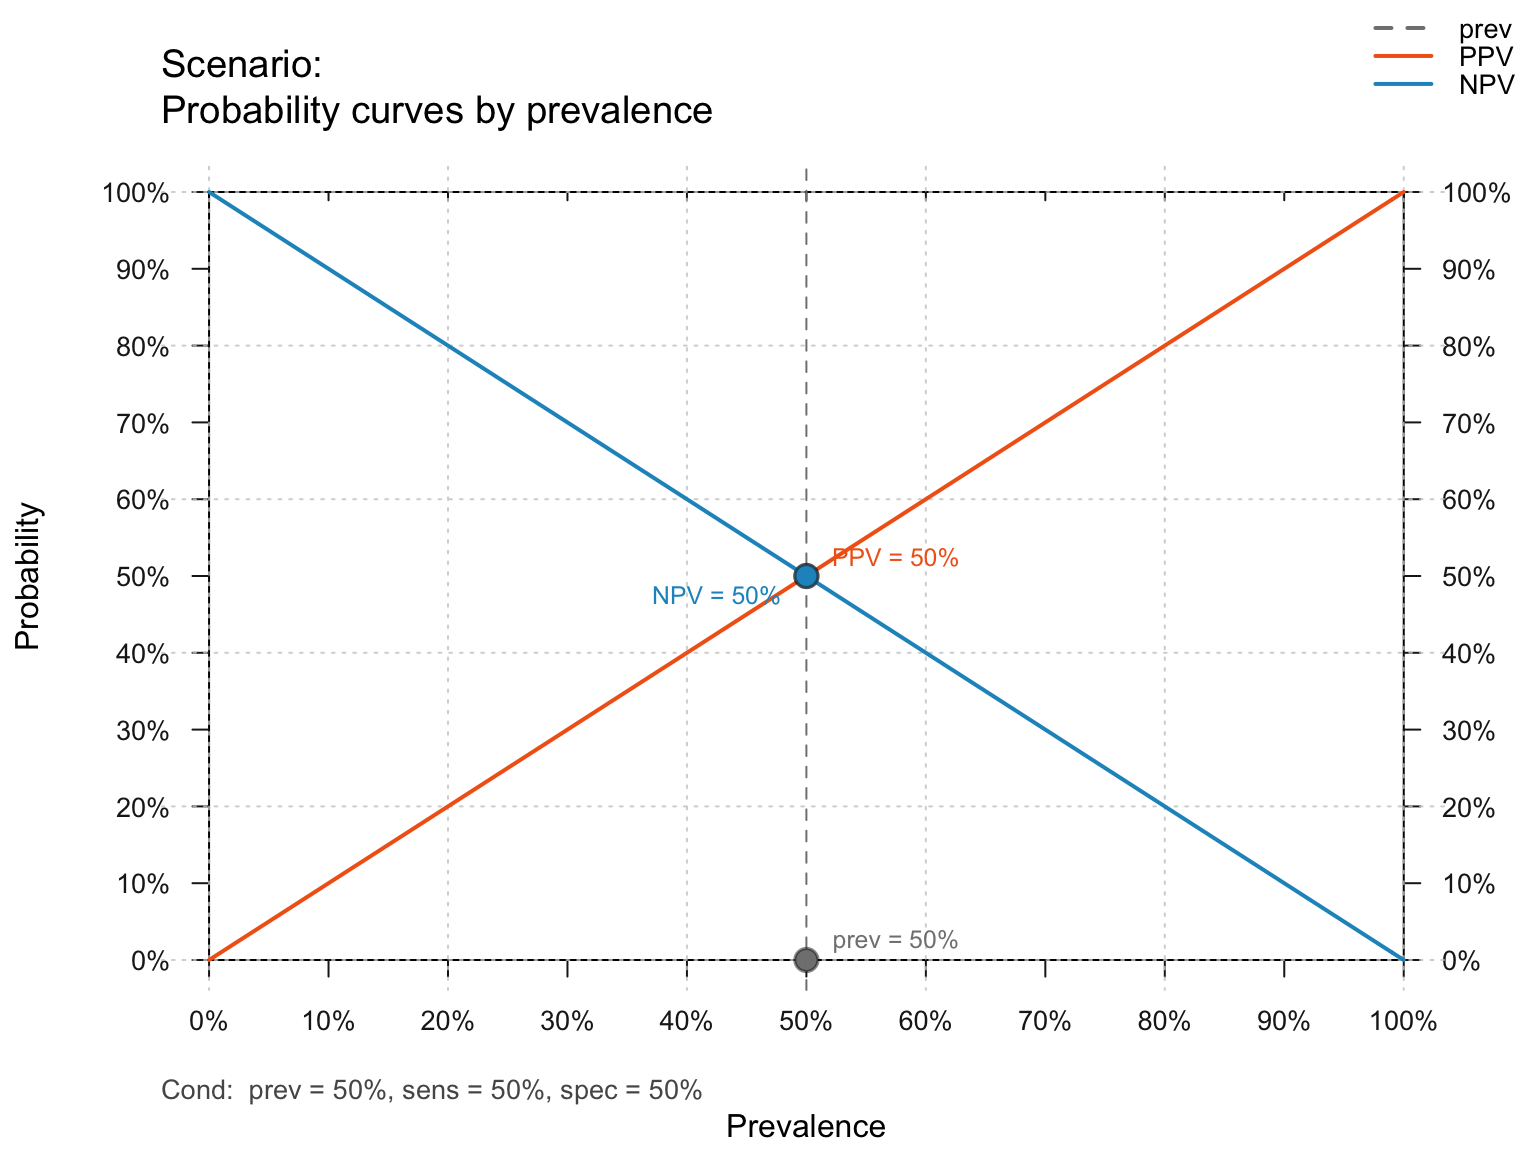 prev
PPV
NPV
Scenario:
Probability curves by prevalence
100%
90%
80%
70%
60%
50%
40%
30%
20%
10%
0%
Probability
PPV = 50%
NPV = 50%
prev = 50%
100%
90%
80%
70%
60%
50%
40%
30%
20%
10%
0%
0% 10% 20% 30% 40% 50% 60% 70% 80% 90% 100%
Cond: prev = 50%, sens = 50%, spec = 50%
Prevalence